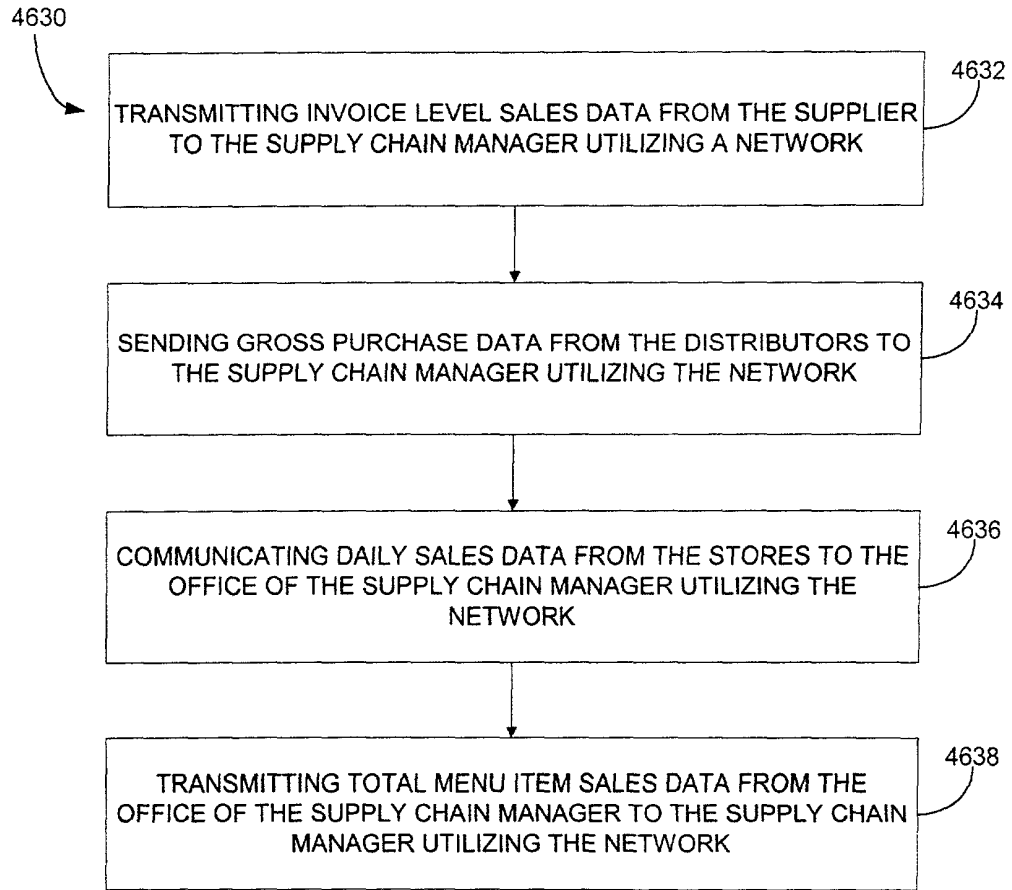 4630
4632
TRANSMITTING INVOICE LEVEL SALES DATA FROM THE SUPPLIER
TO THE SUPPLY CHAIN MANAGER UTILIZING A NETWORK
4634
SENDING GROSS PURCHASE DATA FROM THE DISTRIBUTORS TO
THE SUPPLY CHAIN MANAGER UTILIZING THE NETWORK
4636
COMMUNICATING DAILY SALES DATA FROM THE STORES TO THE
OFFICE OF THE SUPPLY CHAIN MANAGER UTILIZING THE
NETWORK
4638
TRANSMITTING TOTAL MENU ITEM SALES DATA FROM THE
OFFICE OF THE SUPPLY CHAIN MANAGER TO THE SUPPLY CHAIN
MANAGER UTILIZING THE NETWORK